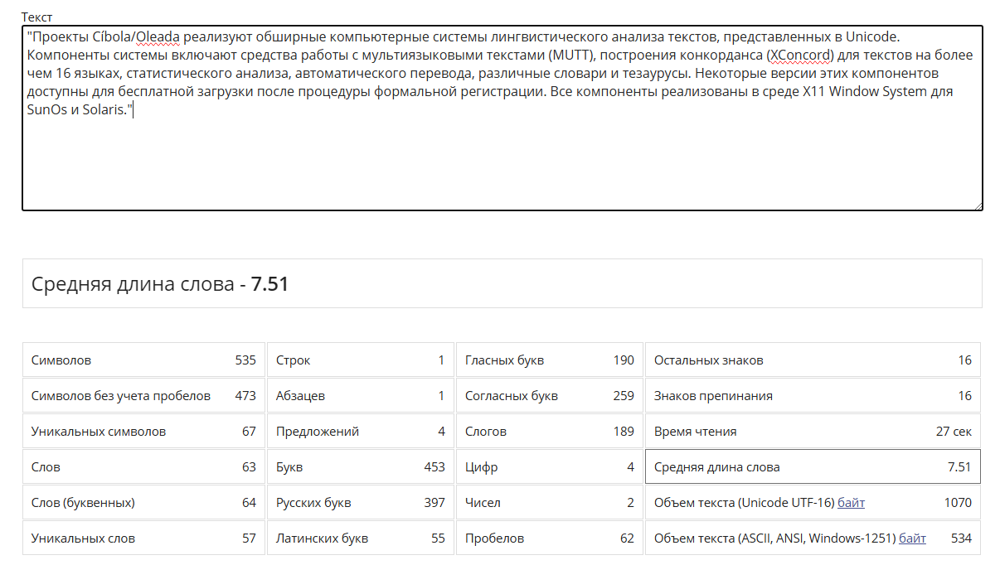 Текст
"Проекты Cíbola/Oleada реализуют обширные компьютерные системы лингвистического анализа текстов, представленных в Unicode.
Компоненты системы включают средства работы с мультиязыковыми текстами (MUTT), построения конкорданса (XConcord) для текстов на более
чем 16 языках, статистического анализа, автоматического перевода, различные словари и тезаурусы. Некоторые версии этих компонентов
доступны для бесплатной загрузки после процедуры формальной регистрации. Все компоненты реализованы в среде X11 Window System для
SunOs и Solaris."
Средняя длина слова - 7.51
Символов 535 Строк 1 Гласных букв 190 Остальных знаков 16
Символов без учета пробелов 473 Абзацев 1 Согласных букв 259 Знаков препинания 16
Уникальных символов 67 Предложений 4 Слогов 189 Время чтения 27 сек
Слов 63 Букв 453 Цифр 4 Средняя длина слова 7.51
Слов (буквенных) 64 Русских букв 397 Чисел 2 Объем текста (Unicode UTF-16) байт 1070
Уникальных слов 57 Латинских букв 55 Пробелов 62 Объем текста (ASCII, ANSI, Windows-1251) байт 534